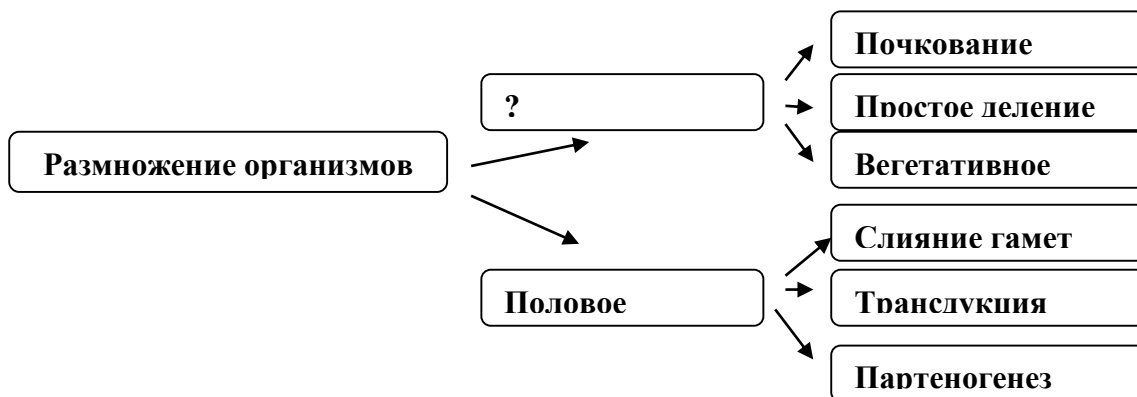 Размножение организмов
?
Почкование
Простое деление
Вегетативное
Половое
Слияние гамет
Трансдукция
Партеногенез